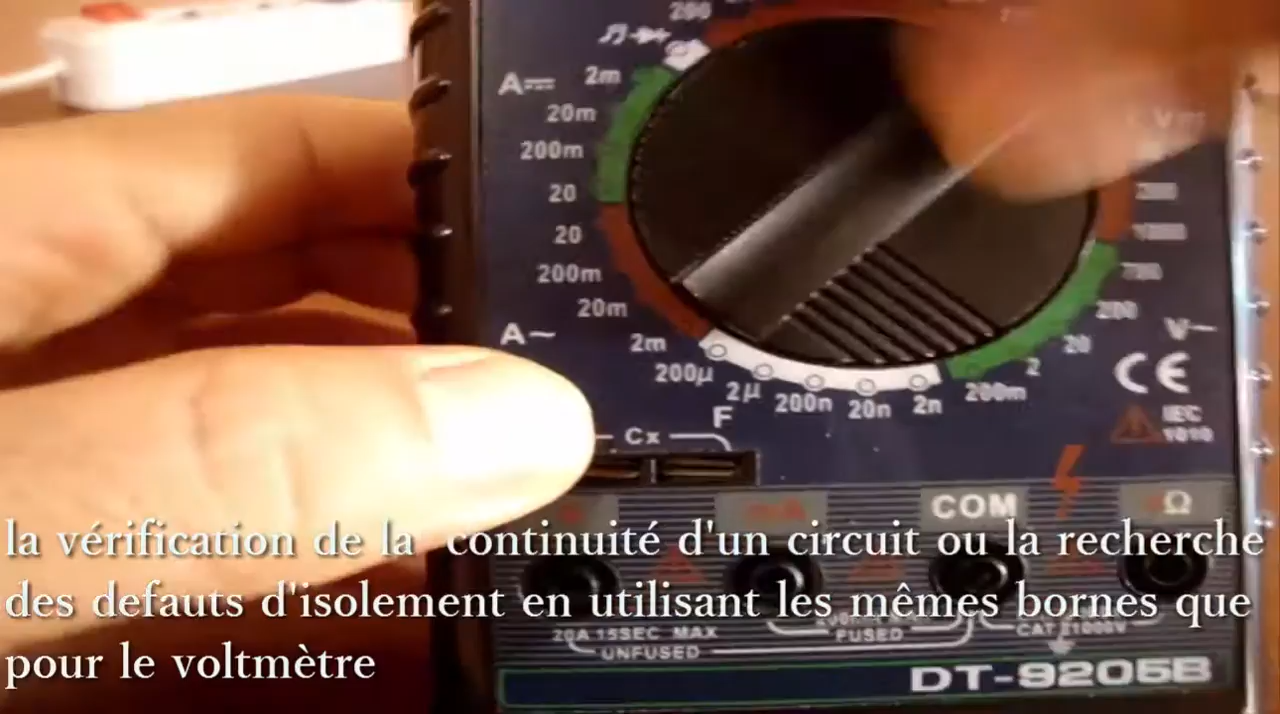 200
A⎓ 2m
20m
200m
20
20
200m
20m
A~
2m
200µ
2µ
200n
20n
2n
200m
2
20
200
V~
F
Cx
CE
IEC
1010
COM
Ω
la vérification de la continuité d'un circuit ou la recherche
des defauts d'isolement en utilisant les mêmes bornes que
pour le voltmètre
20A 15SEC MAX
UNFUSED
FUSED
DT-9205B